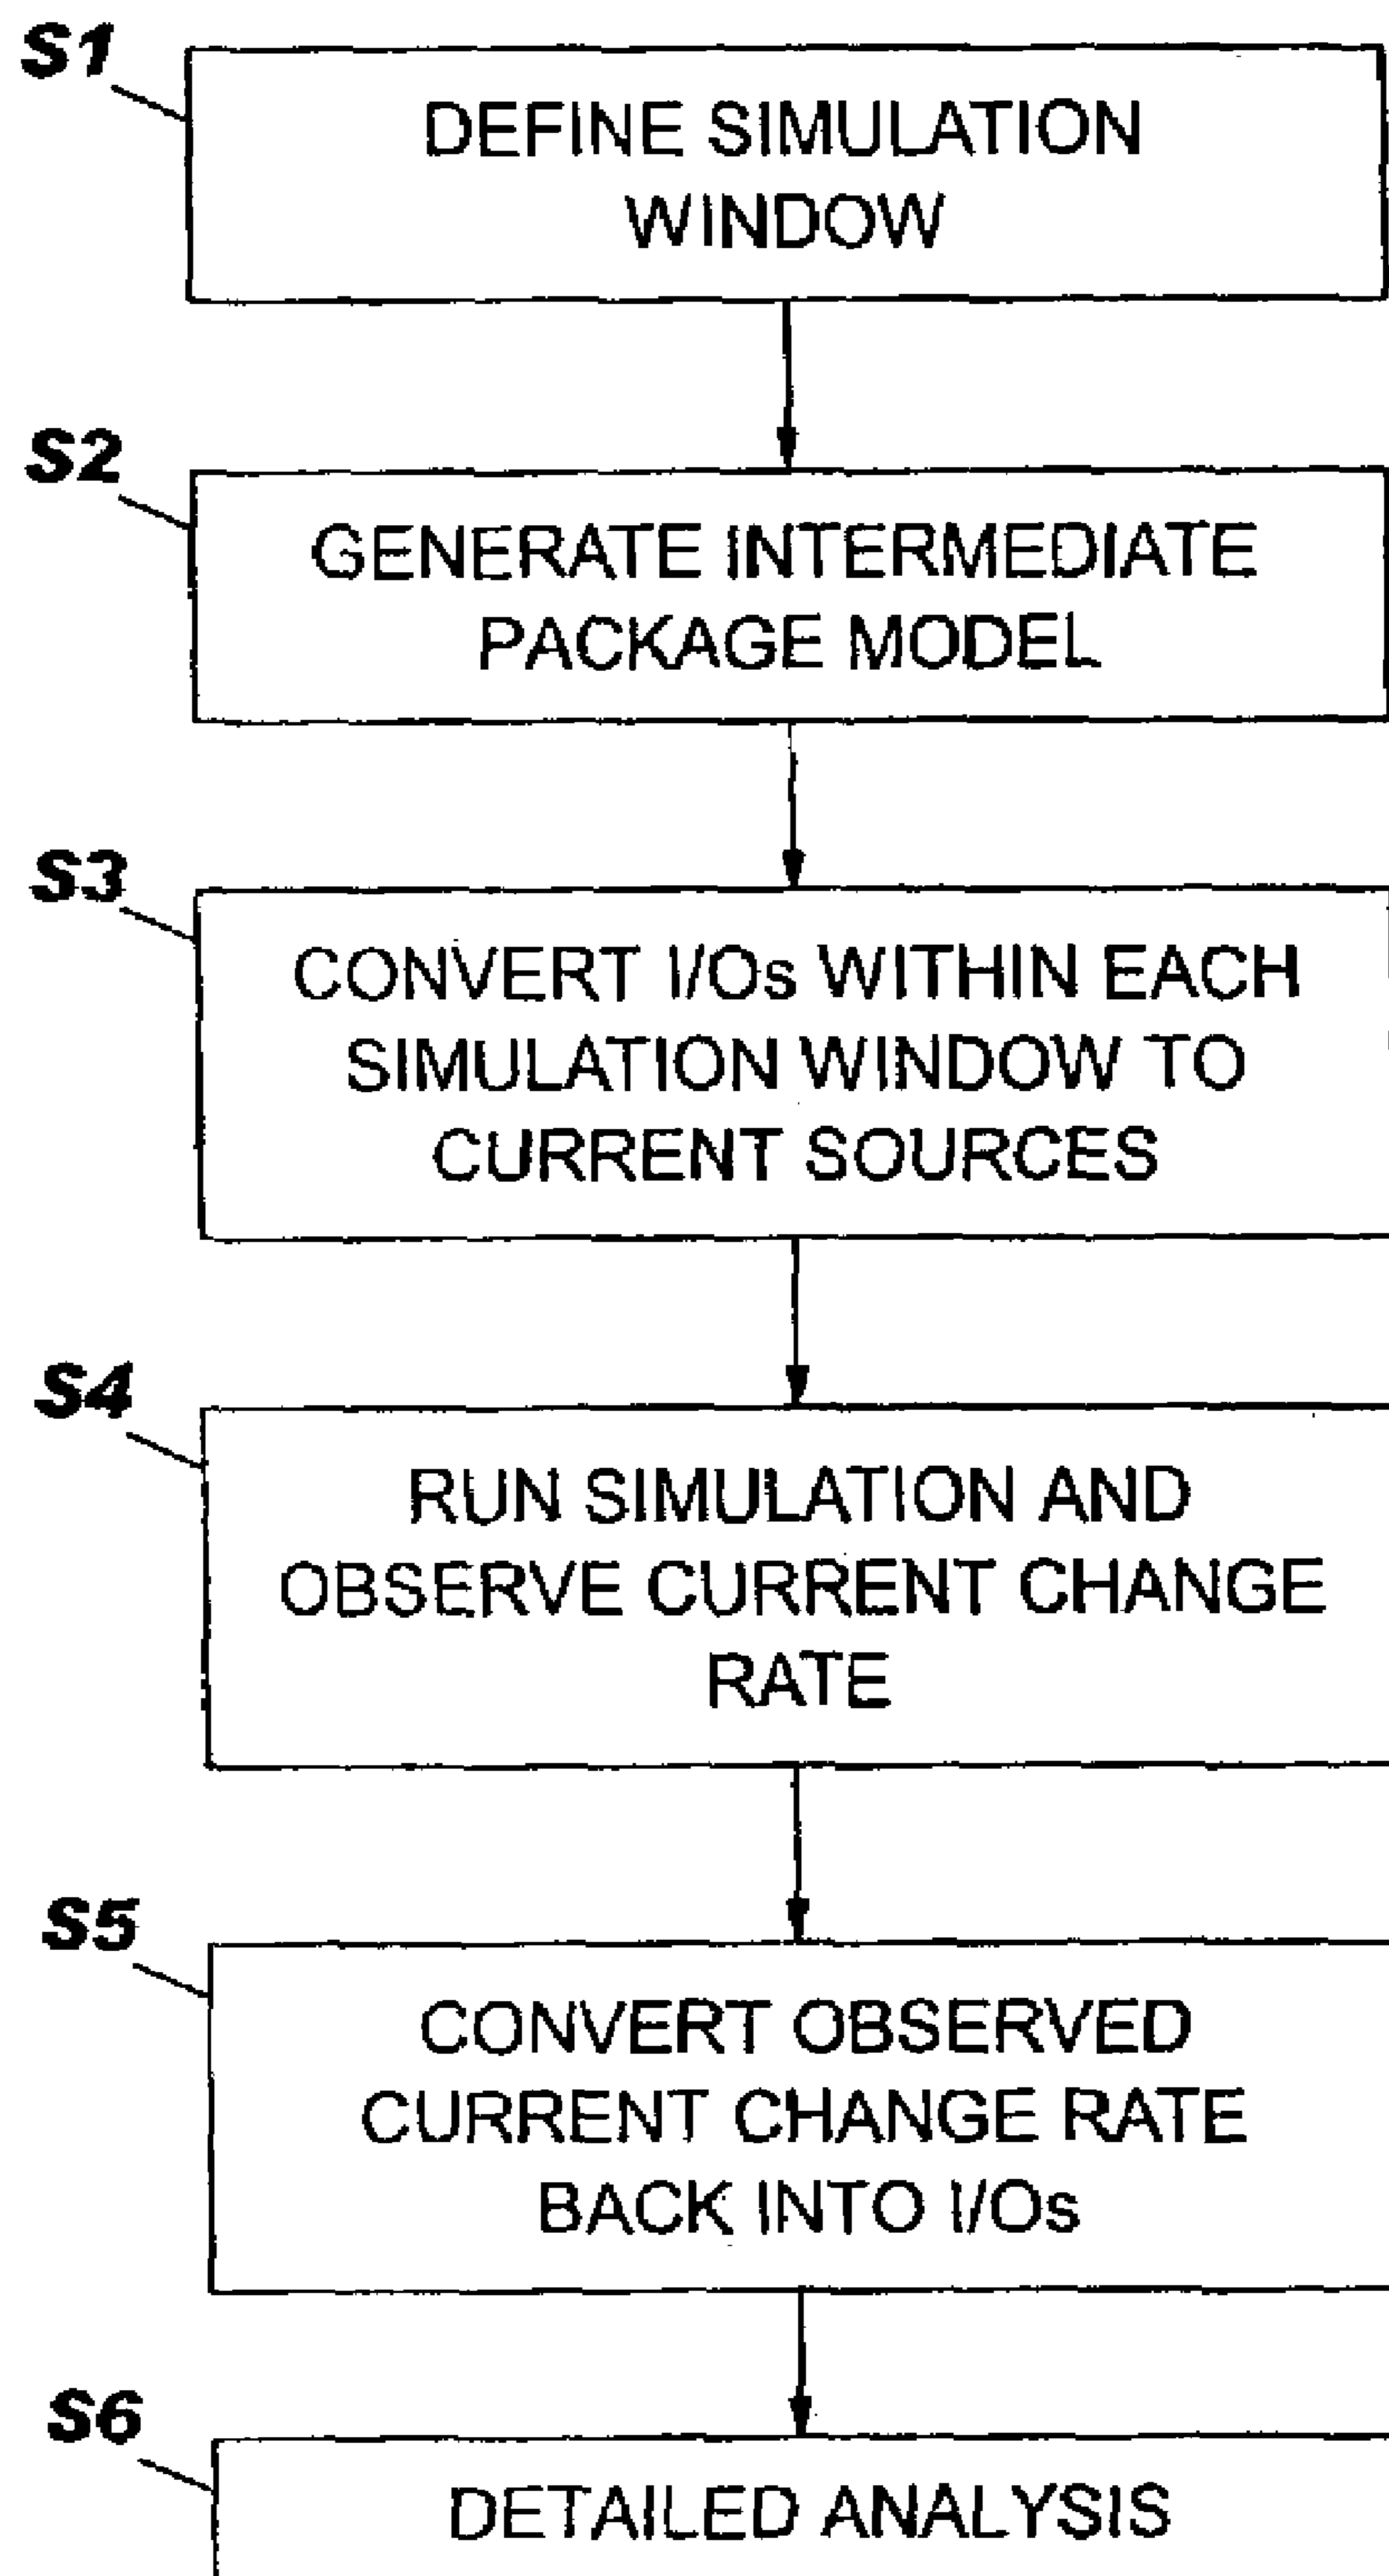 S1
DEFINE SIMULATION
WINDOW
S2
GENERATE INTERMEDIATE
PACKAGE MODEL
S3
CONVERT I/Os WITHIN EACH
SIMULATION WINDOW TO
CURRENT SOURCES
S4
RUN SIMULATION AND
OBSERVE CURRENT CHANGE
RATE
S5
CONVERT OBSERVED
CURRENT CHANGE RATE
BACK INTO I/Os
S6
DETAILED ANALYSIS